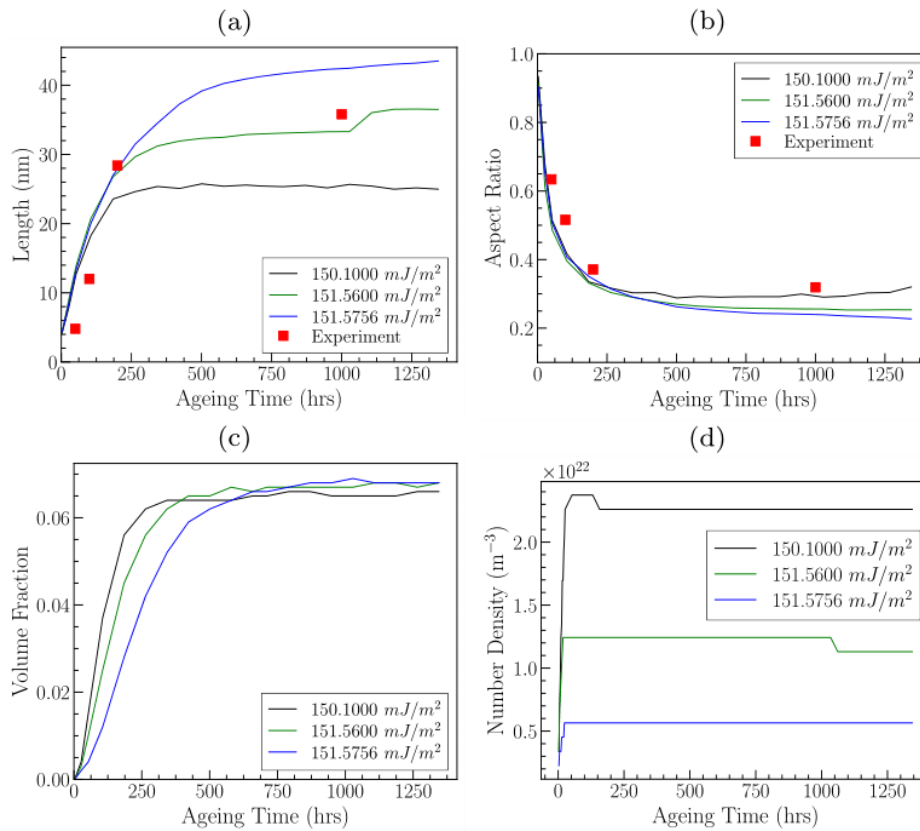 (a)
Length (nm)
40
30
20
10
0
150.1000 mJ/m²
151.5600 mJ/m²
151.5756 mJ/m²
Experiment
0 250 500 750 1000 1250
Ageing Time (hrs)
(b)
Aspect Ratio
1.0
0.8
0.6
0.4
0.2
150.1000 mJ/m²
151.5600 mJ/m²
151.5756 mJ/m²
Experiment
0 250 500 750 1000 1250
Ageing Time (hrs)
(c)
Volume Fraction
0.06
0.04
0.02
0.00
150.1000 mJ/m²
151.5600 mJ/m²
151.5756 mJ/m²
0 250 500 750 1000 1250
Ageing Time (hrs)
(d)
×10²²
Number Density (m⁻³)
2.0
1.5
1.0
0.5
150.1000 mJ/m²
151.5600 mJ/m²
151.5756 mJ/m²
0 250 500 750 1000 1250
Ageing Time (hrs)